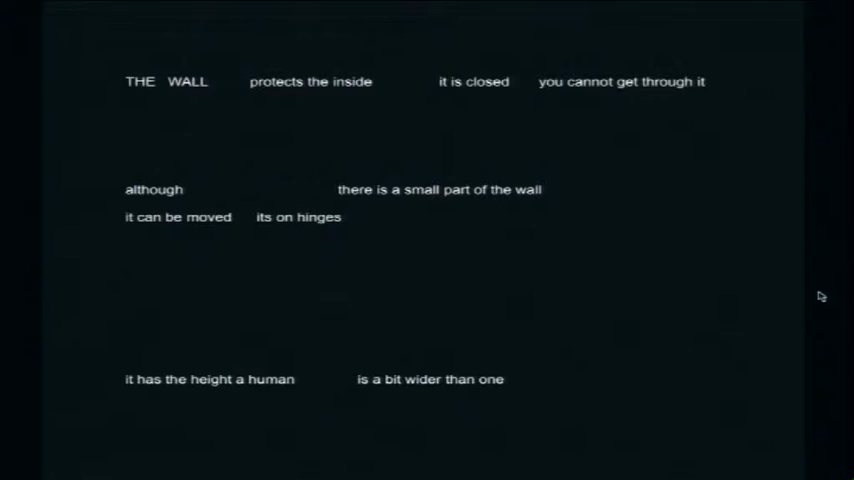 THE WALL protects the inside it is closed you cannot get through it
although there is a small part of the wall
it can be moved its on hinges
it has the height a human is a bit wider than one